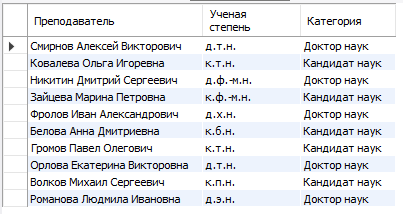 Преподаватель Ученая степень Категория
Смирнов Алексей Викторович д.т.н. Доктор наук
Ковалева Ольга Игоревна к.т.н. Кандидат наук
Никитин Дмитрий Сергеевич д.ф.-м.н. Доктор наук
Зайцева Марина Петровна к.ф.-м.н. Кандидат наук
Фролов Иван Александрович д.х.н. Доктор наук
Белова Анна Дмитриевна к.б.н. Кандидат наук
Громов Павел Олегович к.т.н. Кандидат наук
Орлова Екатерина Викторовна д.т.н. Доктор наук
Волков Михаил Сергеевич к.п.н. Кандидат наук
Романова Людмила Ивановна д.э.н. Доктор наук